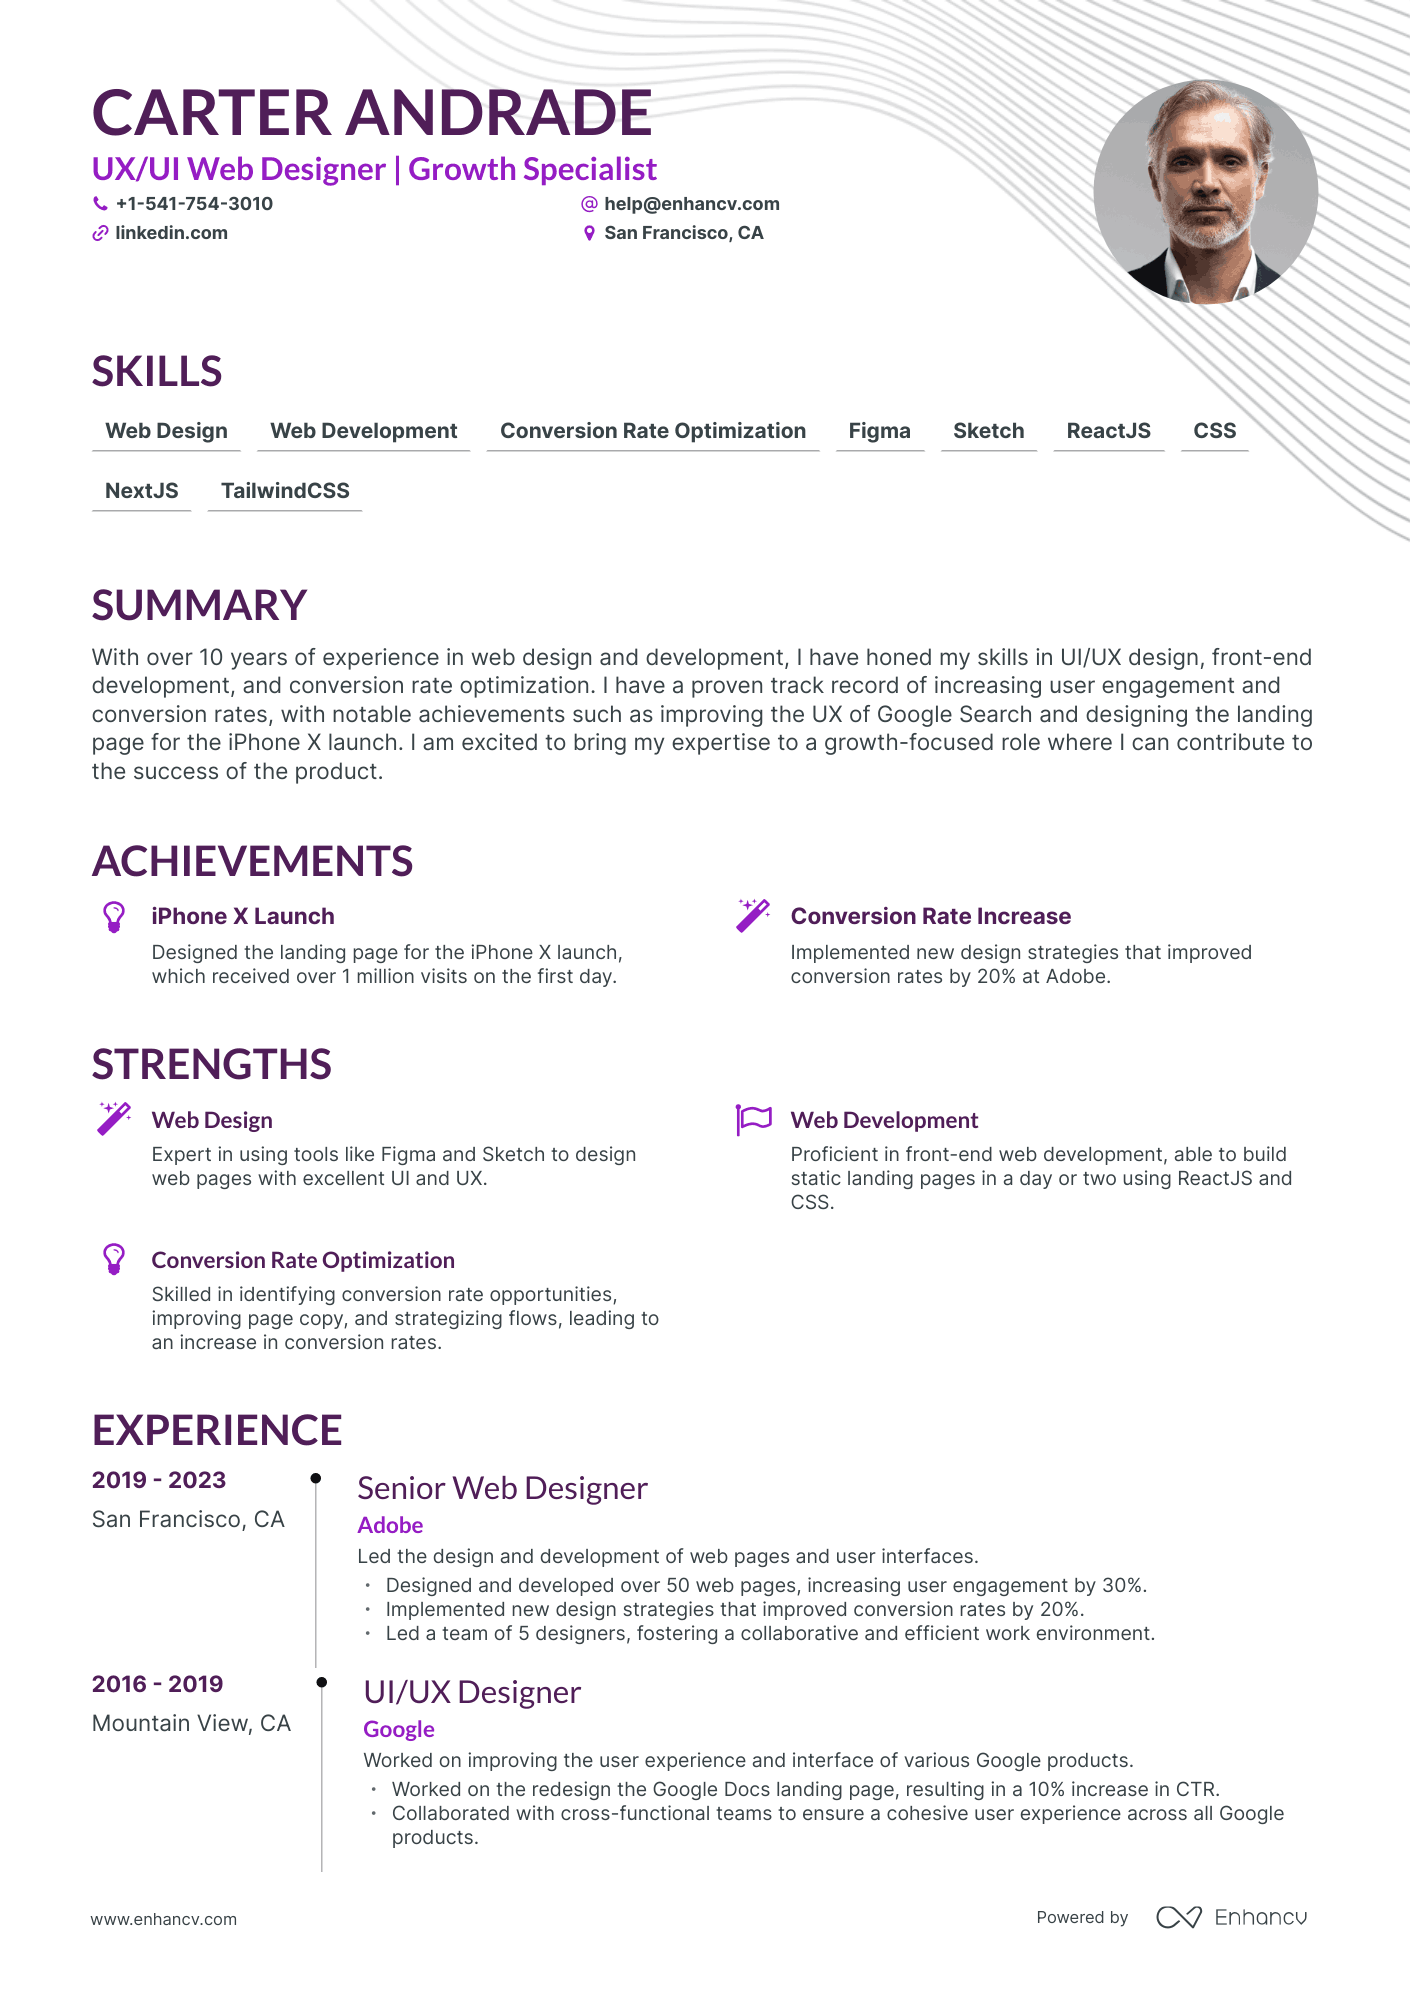 CARTER ANDRADE
UX/UI Web Designer | Growth Specialist
+1-541-754-3010
help@enhancv.com
linkedin.com
San Francisco, CA
SKILLS
Web Design Web Development Conversion Rate Optimization Figma Sketch ReactJS CSS
NextJS TailwindCSS
SUMMARY
With over 10 years of experience in web design and development, I have honed my skills in UI/UX design, front-end
development, and conversion rate optimization. I have a proven track record of increasing user engagement and
conversion rates, with notable achievements such as improving the UX of Google Search and designing the landing
page for the iPhone X launch. I am excited to bring my expertise to a growth-focused role where I can contribute to
the success of the product.
ACHIEVEMENTS
iPhone X Launch
Designed the landing page for the iPhone X launch,
which received over 1 million visits on the first day.
Conversion Rate Increase
Implemented new design strategies that improved
conversion rates by 20% at Adobe.
STRENGTHS
Web Design
Expert in using tools like Figma and Sketch to design
web pages with excellent UI and UX.
Web Development
Proficient in front-end web development, able to build
static landing pages in a day or two using ReactJS and
CSS.
Conversion Rate Optimization
Skilled in identifying conversion rate opportunities,
improving page copy, and strategizing flows, leading to
an increase in conversion rates.
EXPERIENCE
2019 - 2023
San Francisco, CA
Senior Web Designer
Adobe
Led the design and development of web pages and user interfaces.
• Designed and developed over 50 web pages, increasing user engagement by 30%.
• Implemented new design strategies that improved conversion rates by 20%.
• Led a team of 5 designers, fostering a collaborative and efficient work environment.
2016 - 2019
Mountain View, CA
UI/UX Designer
Google
Worked on improving the user experience and interface of various Google products.
• Worked on the redesign the Google Docs landing page, resulting in a 10% increase in CTR.
• Collaborated with cross-functional teams to ensure a cohesive user experience across all Google
products.
www.enhancv.com
Powered by Enhancv